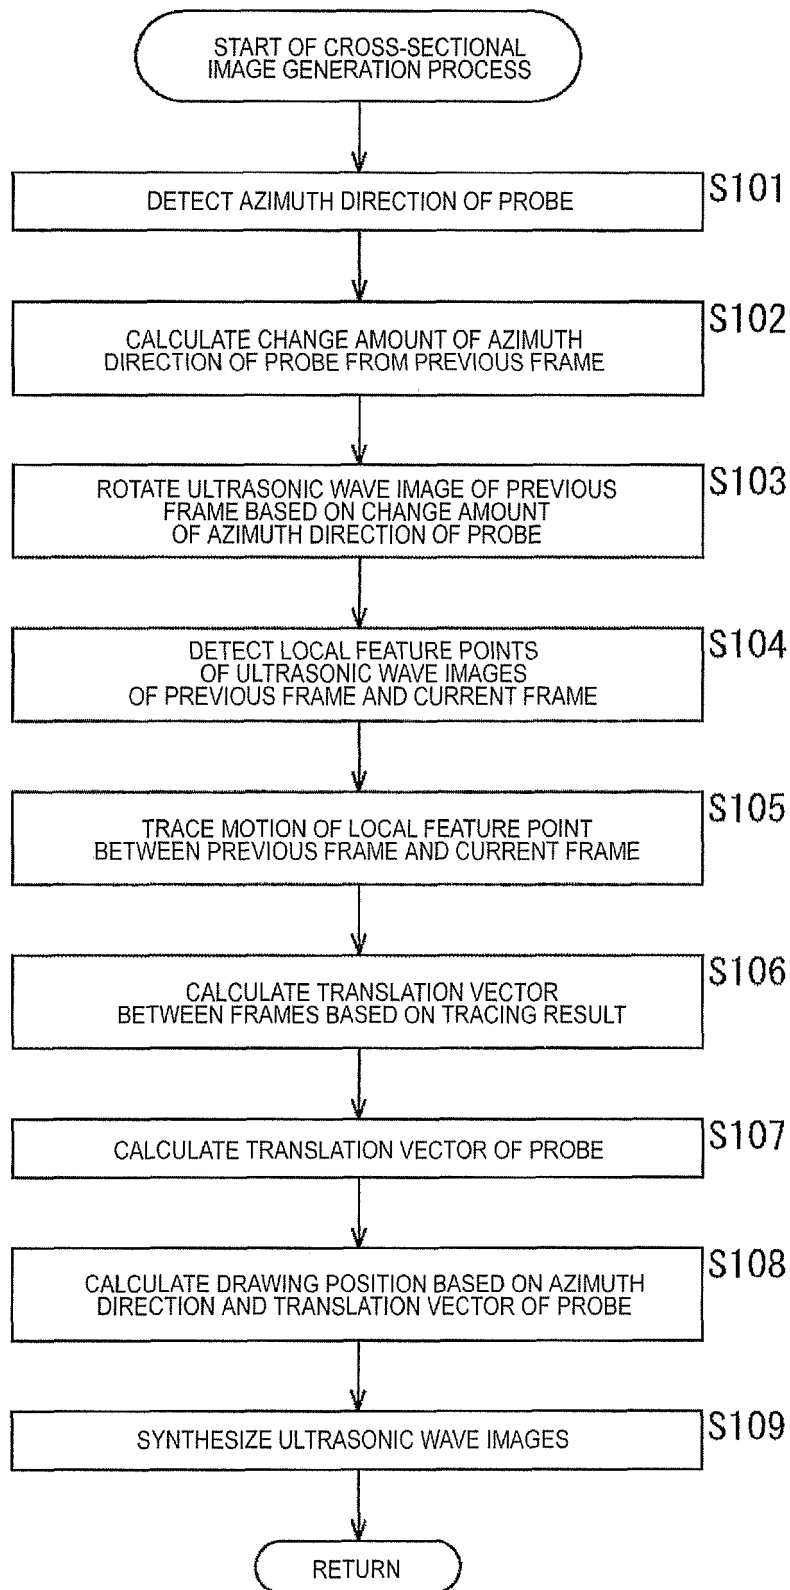 START OF CROSS-SECTIONAL
IMAGE GENERATION PROCESS
S101
DETECT AZIMUTH DIRECTION OF PROBE
S102
CALCULATE CHANGE AMOUNT OF AZIMUTH
DIRECTION OF PROBE FROM PREVIOUS FRAME
S103
ROTATE ULTRASONIC WAVE IMAGE OF PREVIOUS
FRAME BASED ON CHANGE AMOUNT
OF AZIMUTH DIRECTION OF PROBE
S104
DETECT LOCAL FEATURE POINTS
OF ULTRASONIC WAVE IMAGES
OF PREVIOUS FRAME AND CURRENT FRAME
S105
TRACE MOTION OF LOCAL FEATURE POINT
BETWEEN PREVIOUS FRAME AND CURRENT FRAME
S106
CALCULATE TRANSLATION VECTOR
BETWEEN FRAMES BASED ON TRACING RESULT
S107
CALCULATE TRANSLATION VECTOR OF PROBE
S108
CALCULATE DRAWING POSITION BASED ON AZIMUTH
DIRECTION AND TRANSLATION VECTOR OF PROBE
S109
SYNTHESIZE ULTRASONIC WAVE IMAGES
RETURN